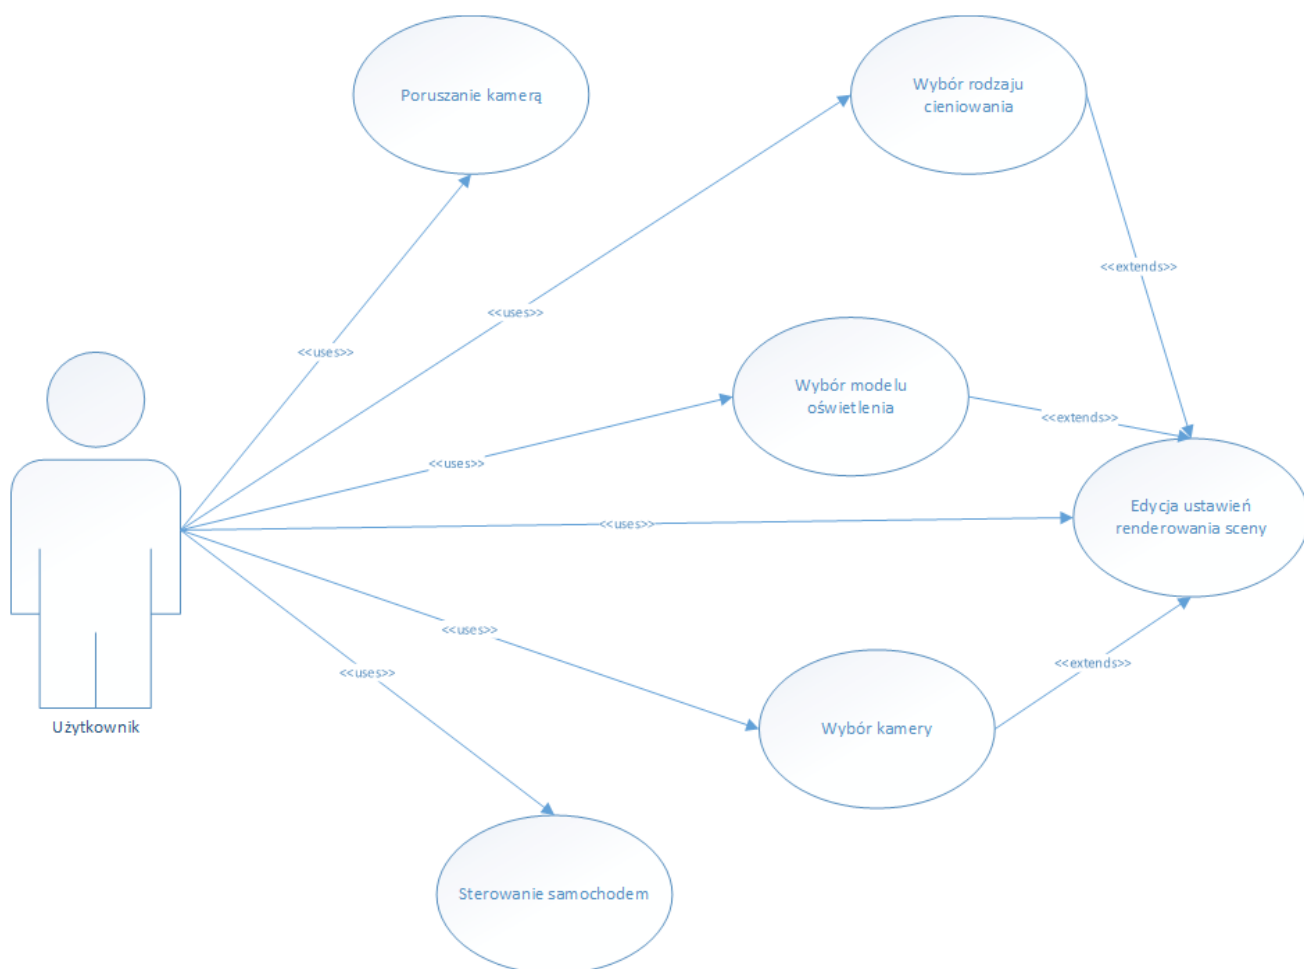 Poruszanie kamerą
Wybór rodzaju
cieniowania
<<extends>>
<<uses>>
<<uses>>
Wybór modelu
oświetlenia
<<extends>>
<<uses>>
<<uses>>
Edycja ustawień
renderowania sceny
<<uses>>
<<extends>>
<<uses>>
Użytkownik
Wybór kamery
Sterowanie samochodem